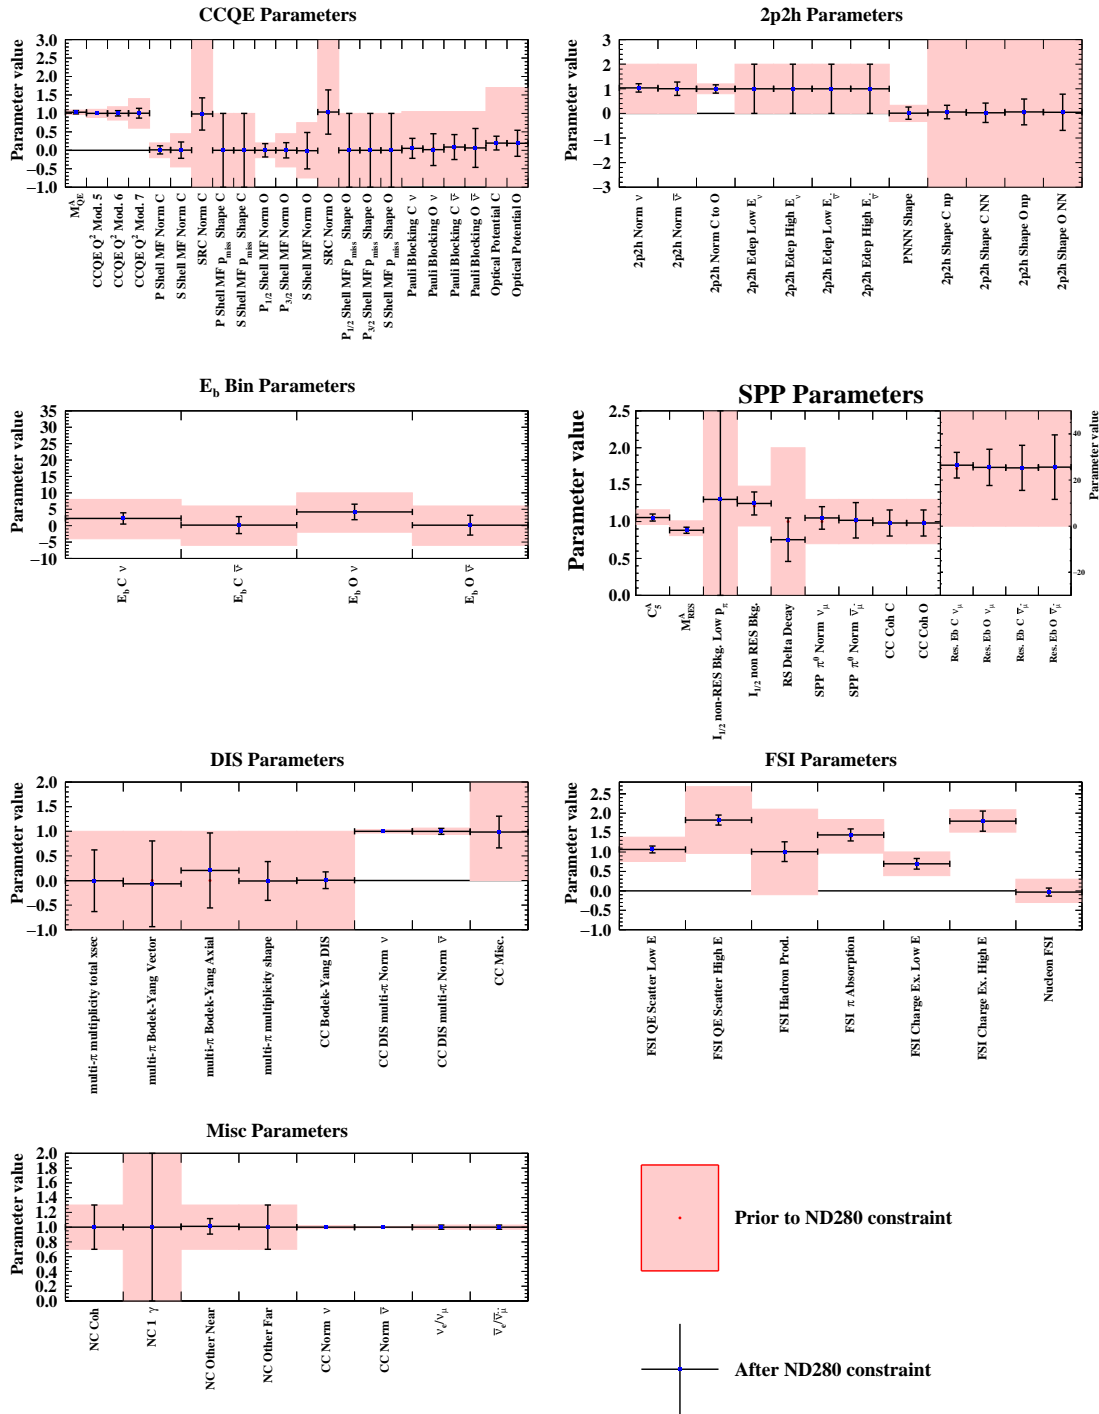 CCQE Parameters
Parameter value
3.0
2.5
2.0
1.5
1.0
0.5
0.0
−0.5
−1.0
M^A_QE
CCQE Q² Mod. 5
CCQE Q² Mod. 6
CCQE Q² Mod. 7
P Shell MF Norm C
S Shell MF Norm C
SRC Norm C
P Shell MF p_miss Shape C
S Shell MF p_miss Shape C
P_1/2 Shell MF Norm O
P_3/2 Shell MF Norm O
S Shell MF Norm O
SRC Norm O
P_1/2 Shell MF p_miss Shape O
P_3/2 Shell MF p_miss Shape O
S Shell MF p_miss Shape O
Pauli Blocking C ν
Pauli Blocking O ν
Pauli Blocking C ν̅
Pauli Blocking O ν̅
Optical Potential C
Optical Potential O
2p2h Parameters
Parameter value
3
2
1
0
−1
−2
−3
2p2h Norm ν
2p2h Norm ν̅
2p2h Norm C to O
2p2h Edep Low E_ν
2p2h Edep High E_ν
2p2h Edep Low E_ν̅
2p2h Edep High E_ν̅
PNNN Shape
2p2h Shape C np
2p2h Shape C NN
2p2h Shape O np
2p2h Shape O NN
E_b Bin Parameters
Parameter value
35
30
25
20
15
10
5
0
−5
−10
E_b C ν
E_b C ν̅
E_b O ν
E_b O ν̅
SPP Parameters
Parameter value
2.5
2.0
1.5
1.0
0.5
0.0
C^A_5
M^A_RES
I_1/2 non-RES Bkg. Low p_π
I_1/2 non RES Bkg.
RS Delta Decay
SPP π⁰ Norm ν_μ
SPP π⁰ Norm ν̅_μ
CC Coh C
CC Coh O
Res. Eb C ν_μ
Res. Eb O ν_μ
Res. Eb C ν̅_μ
Res. Eb O ν̅_μ
40
20
0
−20
Parameter value
DIS Parameters
Parameter value
2.0
1.5
1.0
0.5
0.0
−0.5
−1.0
multi-π multiplicity total xsec
multi-π Bodek-Yang Vector
multi-π Bodek-Yang Axial
multi-π multiplicity shape
CC Bodek-Yang DIS
CC DIS multi-π Norm ν
CC DIS multi-π Norm ν̅
CC Misc.
FSI Parameters
Parameter value
2.5
2.0
1.5
1.0
0.5
0.0
−0.5
−1.0
FSI QE Scatter Low E
FSI QE Scatter High E
FSI Hadron Prod.
FSI π Absorption
FSI Charge Ex. Low E
FSI Charge Ex. High E
Nucleon FSI
Misc Parameters
Parameter value
2.0
1.8
1.6
1.4
1.2
1.0
0.8
0.6
0.4
0.2
0.0
NC Coh
NC 1 γ
NC Other Near
NC Other Far
CC Norm ν
CC Norm ν̅
ν_e/ν_μ
ν̅_e/ν̅_μ
Prior to ND280 constraint
After ND280 constraint